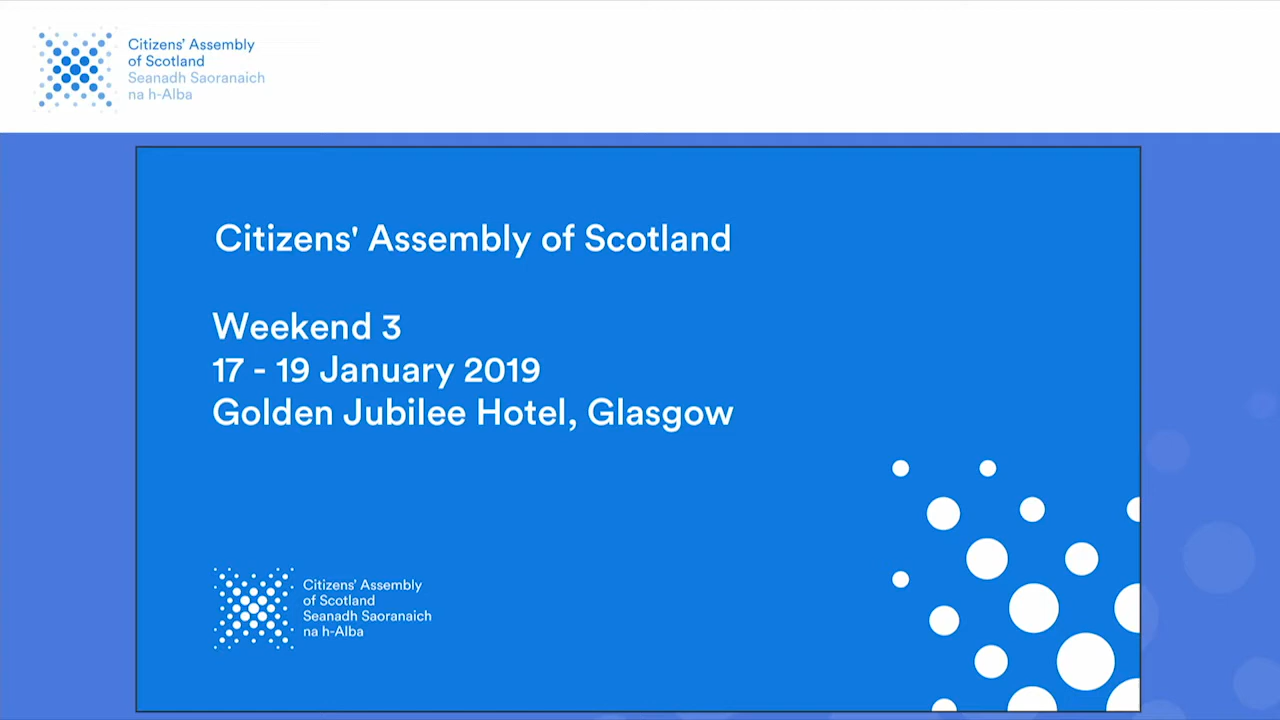 Citizens’ Assembly
of Scotland
Seanadh Saoranaich
na h-Alba
Citizens' Assembly of Scotland
Weekend 3
17 - 19 January 2019
Golden Jubilee Hotel, Glasgow
Citizens’ Assembly
of Scotland
Seanadh Saoranaich
na h-Alba